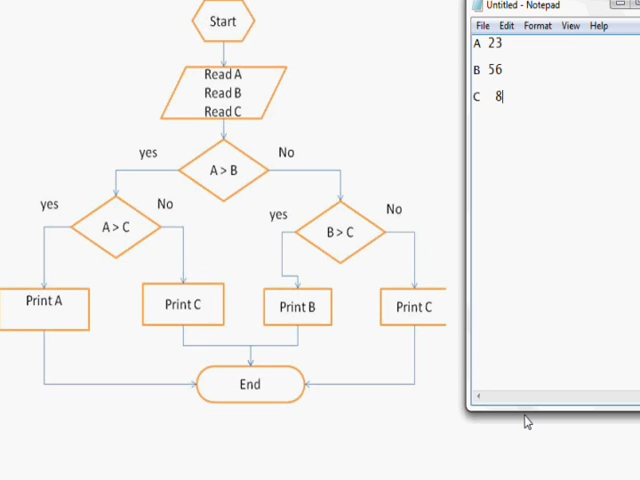 Start
Read A
Read B
Read C
A > B
yes
No
A > C
yes
No
B > C
yes
No
Print A
Print C
Print B
Print C
End
Untitled - Notepad
File Edit Format View Help
A 23
B 56
C 8